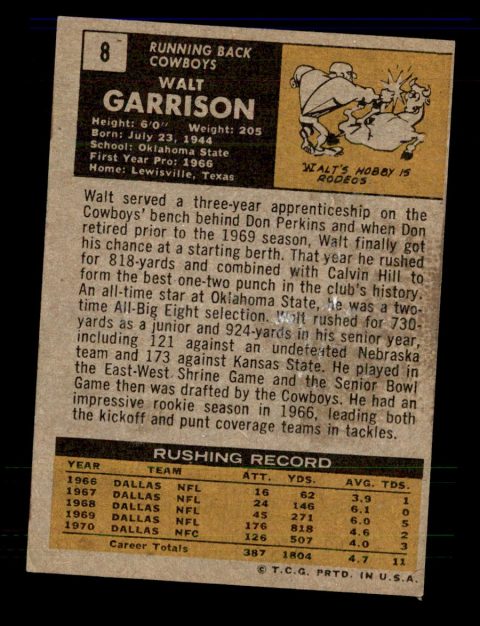 8
RUNNING BACK
COWBOYS
WALT
GARRISON
Height: 6'0" Weight: 205
Born: July 23, 1944
School: Oklahoma State
First Year Pro: 1966
Home: Lewisville, Texas
"WALT'S HOBBY IS
RODEOS
Walt served a three-year apprenticeship on the
Cowboys' bench behind Don Perkins and when Don
retired prior to the 1969 season, Walt finally got
his chance at a starting berth. That year he rushed
for 818-yards and combined with Calvin Hill to
form the best one-two punch in the club's history.
An all-time star at Oklahoma State, he was a two-
time All-Big Eight selection. Walt rushed for 730-
yards as a junior and 924-yards in his senior year,
including 121 against an undefeated Nebraska
team and 173 against Kansas State. He played in
the East-West Shrine Game and the Senior Bowl
Game then was drafted by the Cowboys. He had an
impressive rookie season in 1966, leading both
the kickoff and punt coverage teams in tackles.
RUSHING RECORD
YEAR TEAM ATT. YDS. AVG. TDS.
1966 DALLAS NFL 16 62 3.9 1
1967 DALLAS NFL 24 146 6.1 0
1968 DALLAS NFL 45 271 6.0 5
1969 DALLAS NFL 176 818 4.6 2
1970 DALLAS NFC 126 507 4.0 3
Career Totals 387 1804 4.7 11
© T.C.G. PRTD. IN U.S.A.